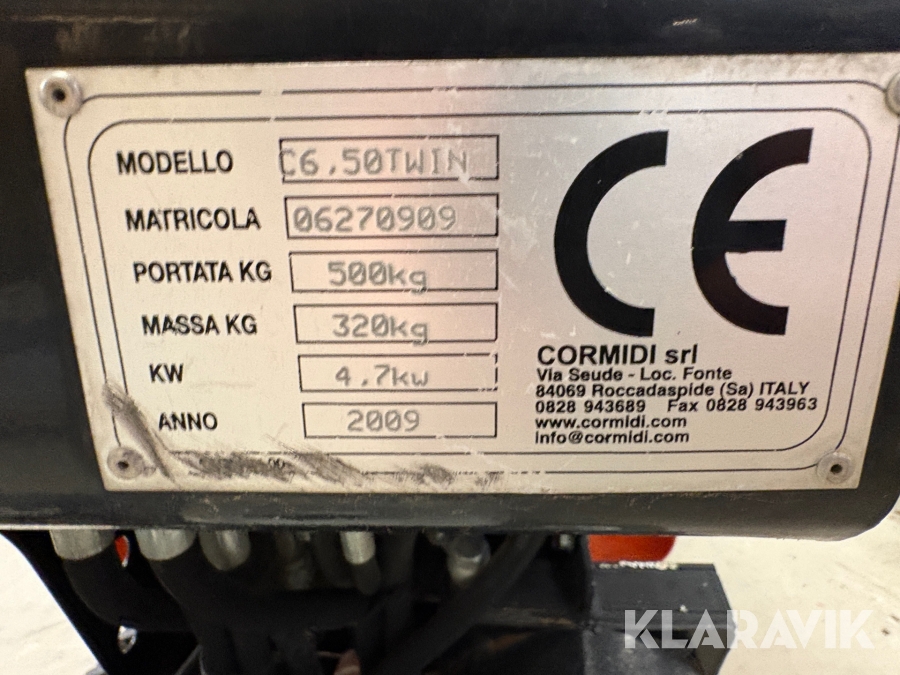 MODELLO C6,50TWIN
MATRICOLA 06270909
PORTATA KG 500kg
MASSA KG 320kg
KW 4,7kw
ANNO 2009
CE
CORMIDI srl
Via Seude - Loc. Fonte
84069 Roccadaspide (Sa) ITALY
0828 943689 Fax 0828 943963
www.cormidi.com
info@cormidi.com
KLARAVIK